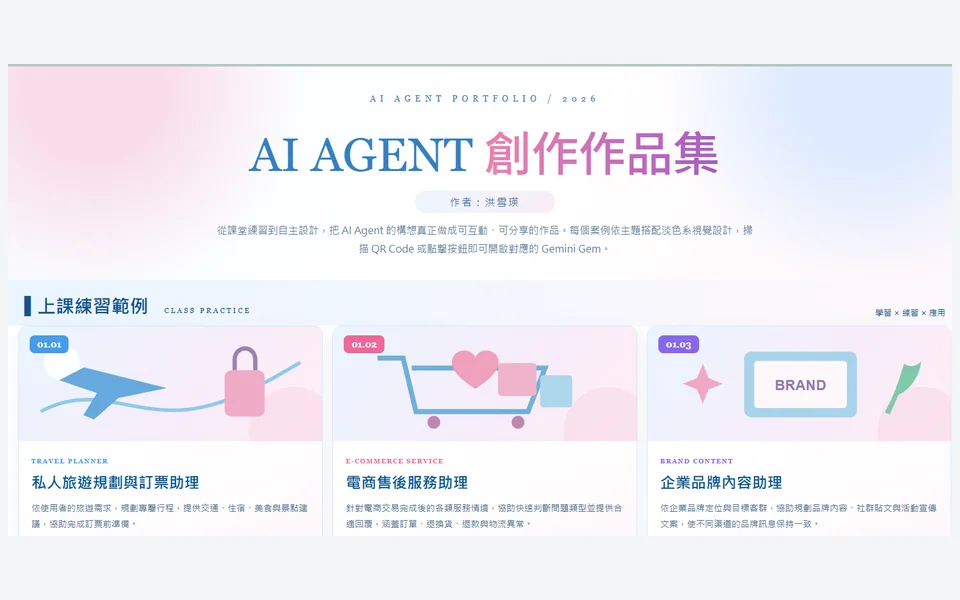 AI AGENT PORTFOLIO / 2026
AI AGENT 創作作品集
作者：洪雪瑛
從課堂練習到自主設計，把 AI Agent 的構想真正做成可互動、可分享的作品。每個案例依主題搭配淡色系視覺設計，掃
描 QR Code 或點擊按鈕即可開啟對應的 Gemini Gem。
上課練習範例 CLASS PRACTICE
學習 × 練習 × 應用
01.01
01.02
01.03
BRAND
TRAVEL PLANNER
私人旅遊規劃與訂票助理
依使用者的旅遊需求，規劃專屬行程，提供交通、住宿、美食與景點建
議，協助完成訂票前準備。
E-COMMERCE SERVICE
電商售後服務助理
針對電商交易完成後的各類服務情境，協助快速判斷問題類型並提供合
適回覆，涵蓋訂單、退換貨、退款與物流異常。
BRAND CONTENT
企業品牌內容助理
依企業品牌定位與目標客群，協助規劃品牌內容、社群貼文與活動宣傳
文案，使不同渠道的品牌訊息保持一致。